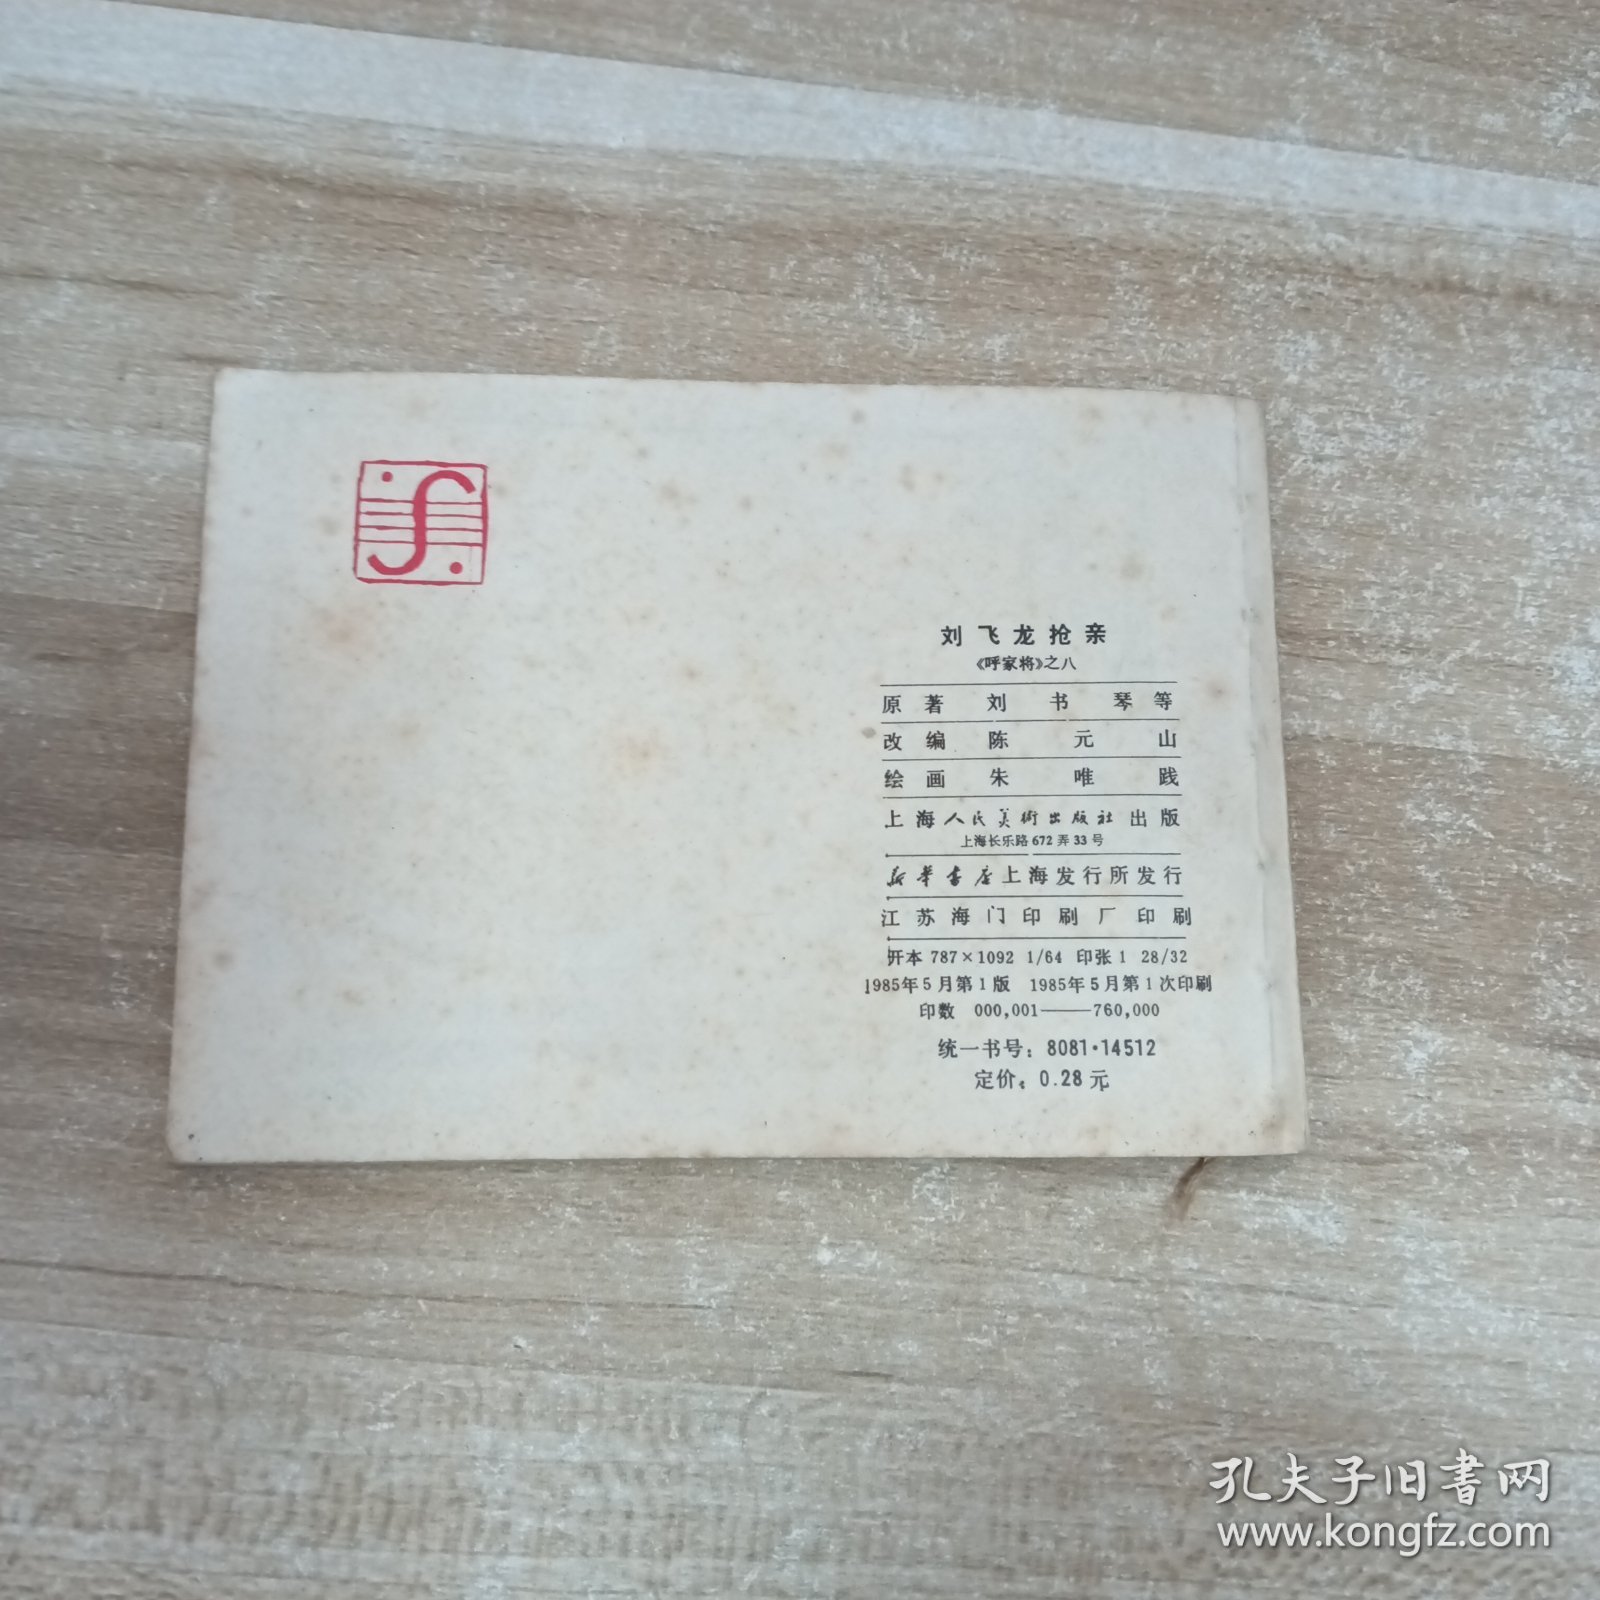 刘飞龙抢亲
《呼家将》之八
原著 刘书琴等
改编 陈元山
绘画 朱唯践
上海人民美術出版社出版
上海长乐路672弄33号
新华书店上海发行所发行
江苏海门印刷厂印刷
开本 787×1092 1/64 印张1 28/32
1985年5月第1版 1985年5月第1次印刷
印数 000,001——760,000
统一书号：8081·14512
定价：0.28元
孔夫子旧書网
www.kongfz.com